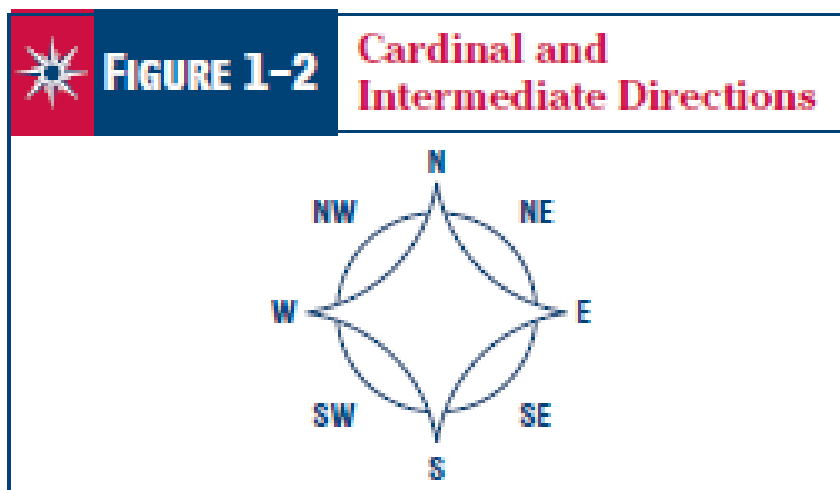 FIGURE 1–2
Cardinal and
Intermediate Directions
N
NW
NE
W
E
SW
SE
S